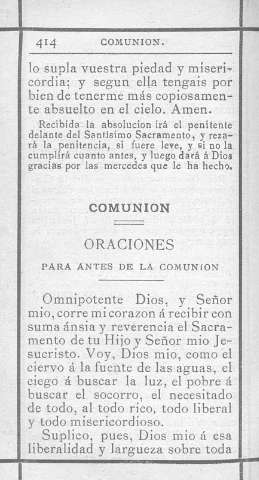 414 COMUNION.
lo supla vuestra piedad y miseri-
cordia; y segun ella tengais por
bien de tenerme más copiosamen-
te absuelto en el cielo. Amen.
Recibida la absolucion irá el penitente
delante del Santisimo Sacramento, y reza-
rá la penitencia, si fuere leve, y si no la
cumplirá cuanto antes, y luego dará á Dios
gracias por las mercedes que le ha hecho.
COMUNION
ORACIONES
PARA ANTES DE LA COMUNION
Omnipotente Dios, y Señor
mio, corre mi corazon á recibir con
suma ánsia y reverencia el Sacra-
mento de tu Hijo y Señor mio Je-
sucristo. Voy, Dios mio, como el
ciervo á la fuente de las aguas, el
ciego á buscar la luz, el pobre á
buscar el socorro, el necesitado
de todo, al todo rico, todo liberal
y todo misericordioso.
Suplico, pues, Dios mio á esa
liberalidad y largueza sobre toda